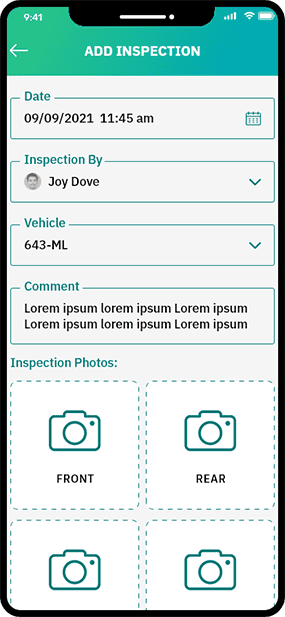 9:41
ADD INSPECTION
Date
09/09/2021 11:45 am
Inspection By
Joy Dove
Vehicle
643-ML
Comment
Lorem ipsum lorem ipsum Lorem ipsum
Lorem ipsum lorem ipsum Lorem ipsum
Inspection Photos:
FRONT
REAR